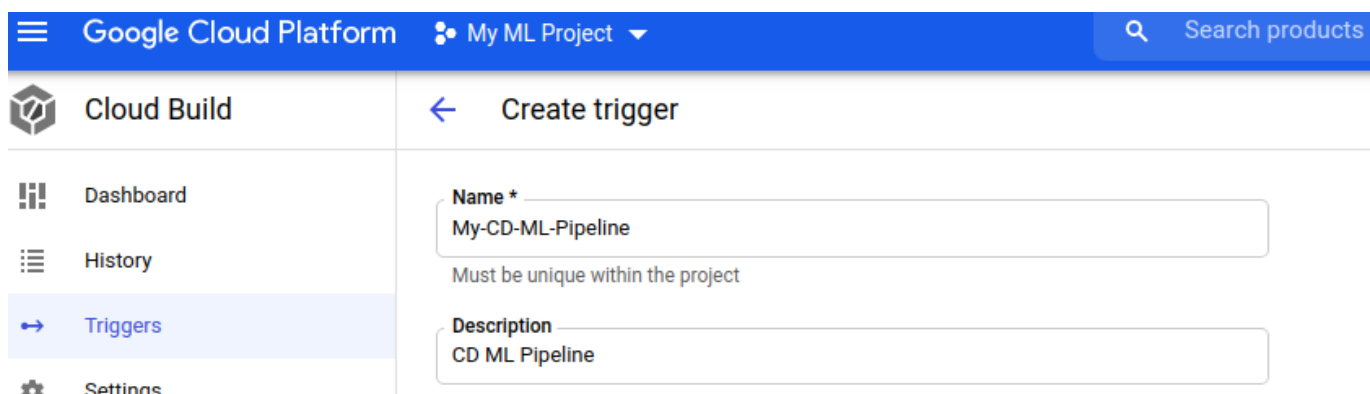 Google Cloud Platform My ML Project Search products
Cloud Build Create trigger
Dashboard
Name *
My-CD-ML-Pipeline
History
Must be unique within the project
Triggers
Description
CD ML Pipeline
Settings